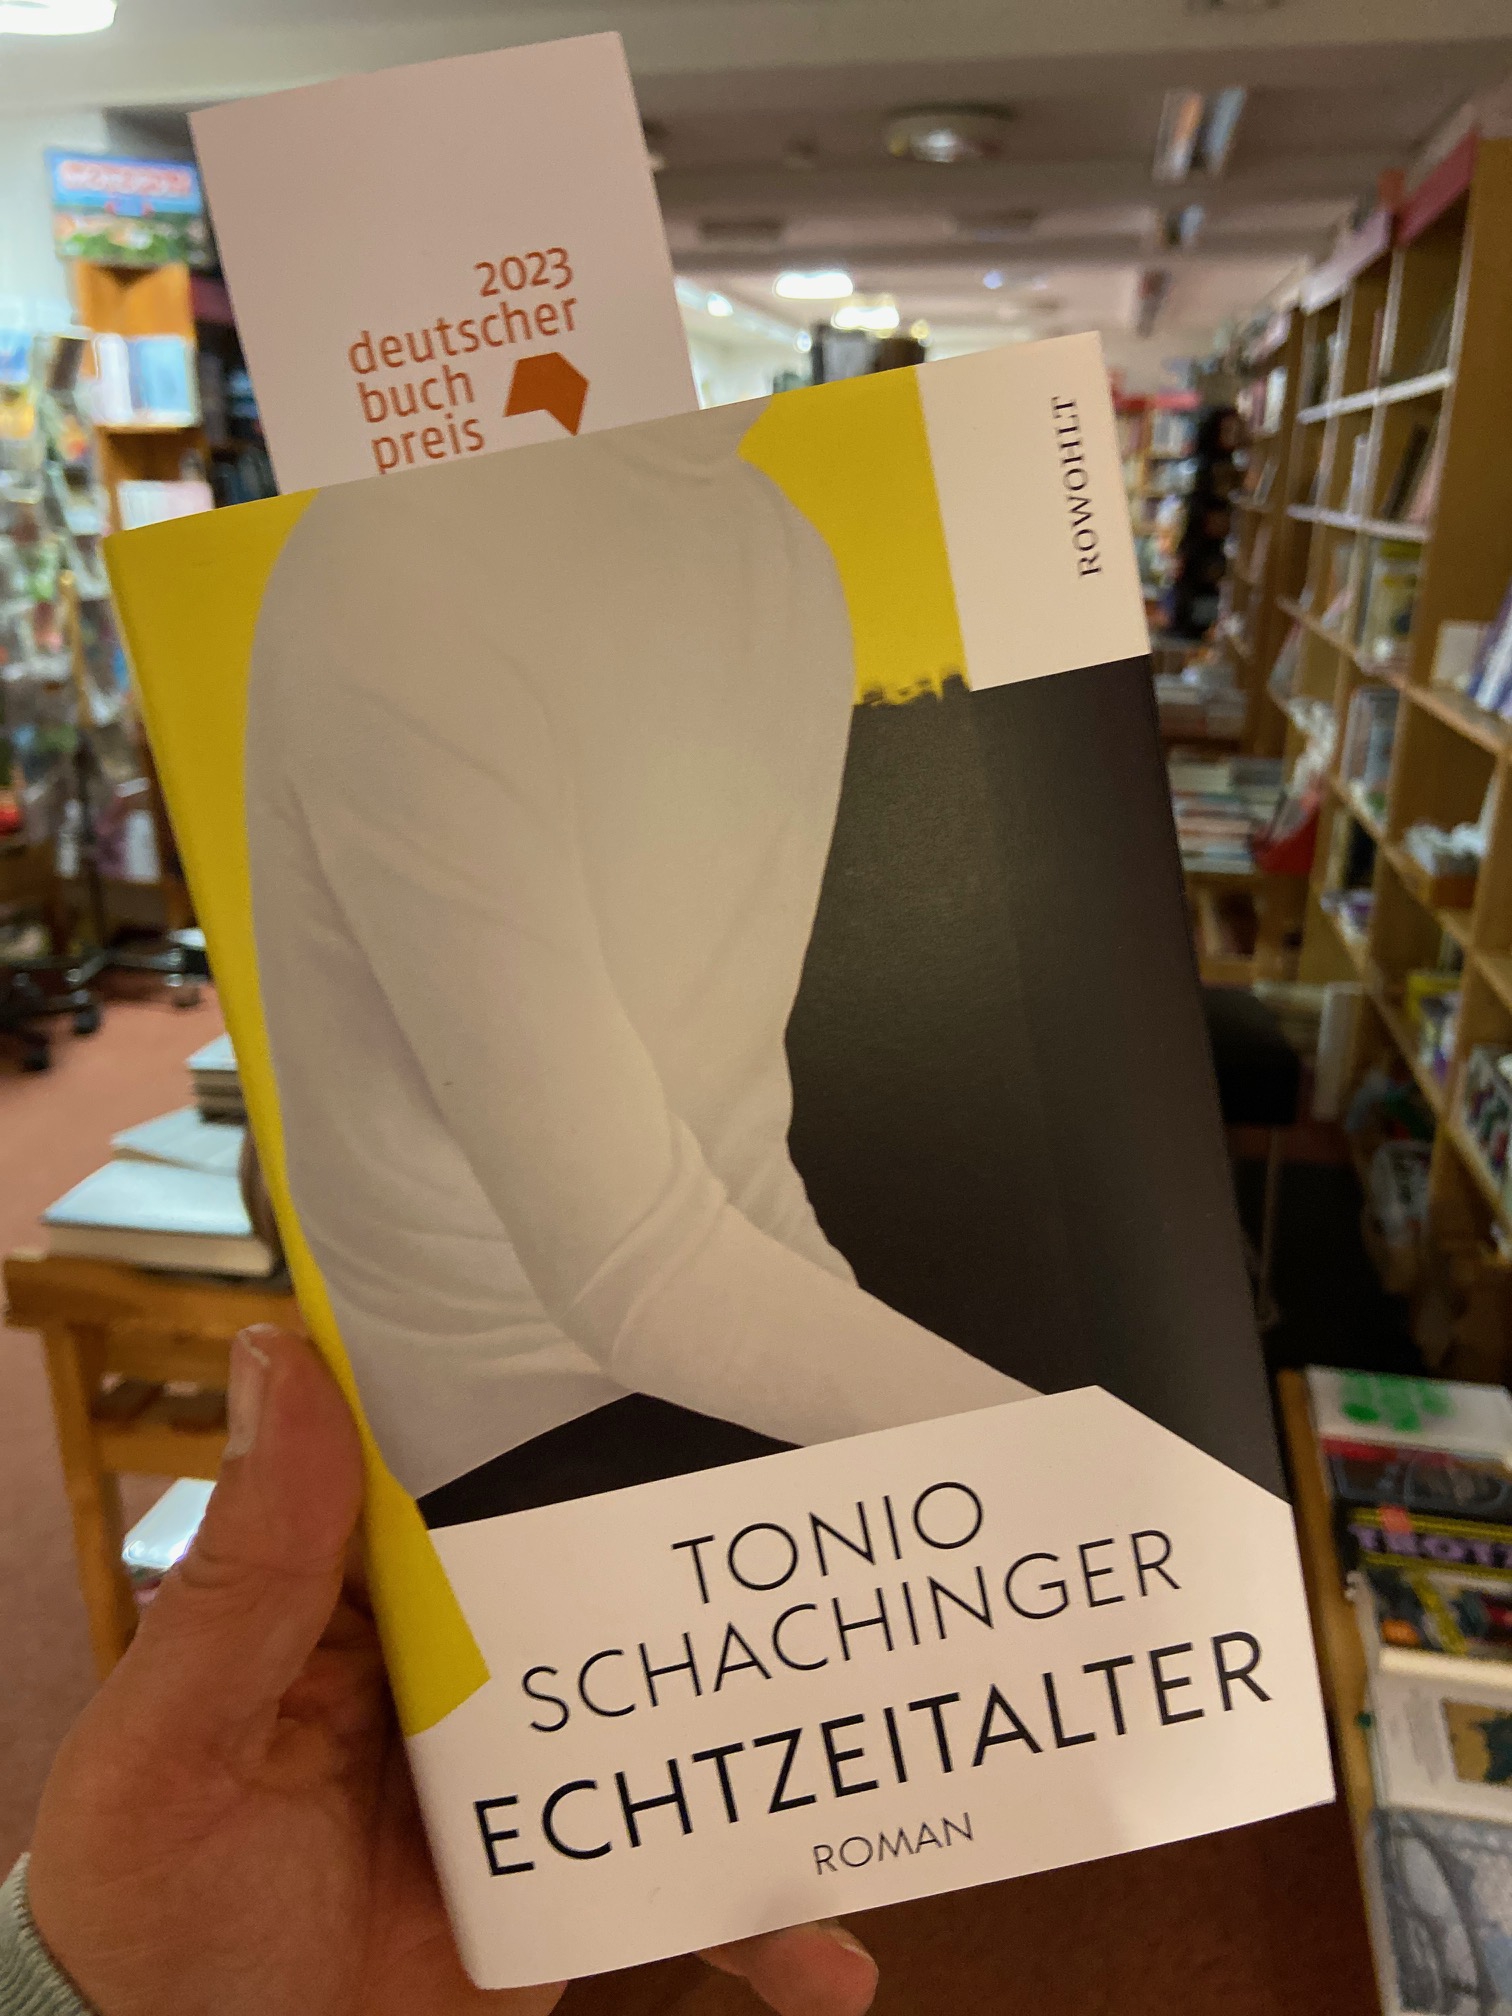 2023
deutscher
buch
preis
ROWOHLT
TONIO
SCHACHINGER
ECHTZEITALTER
ROMAN